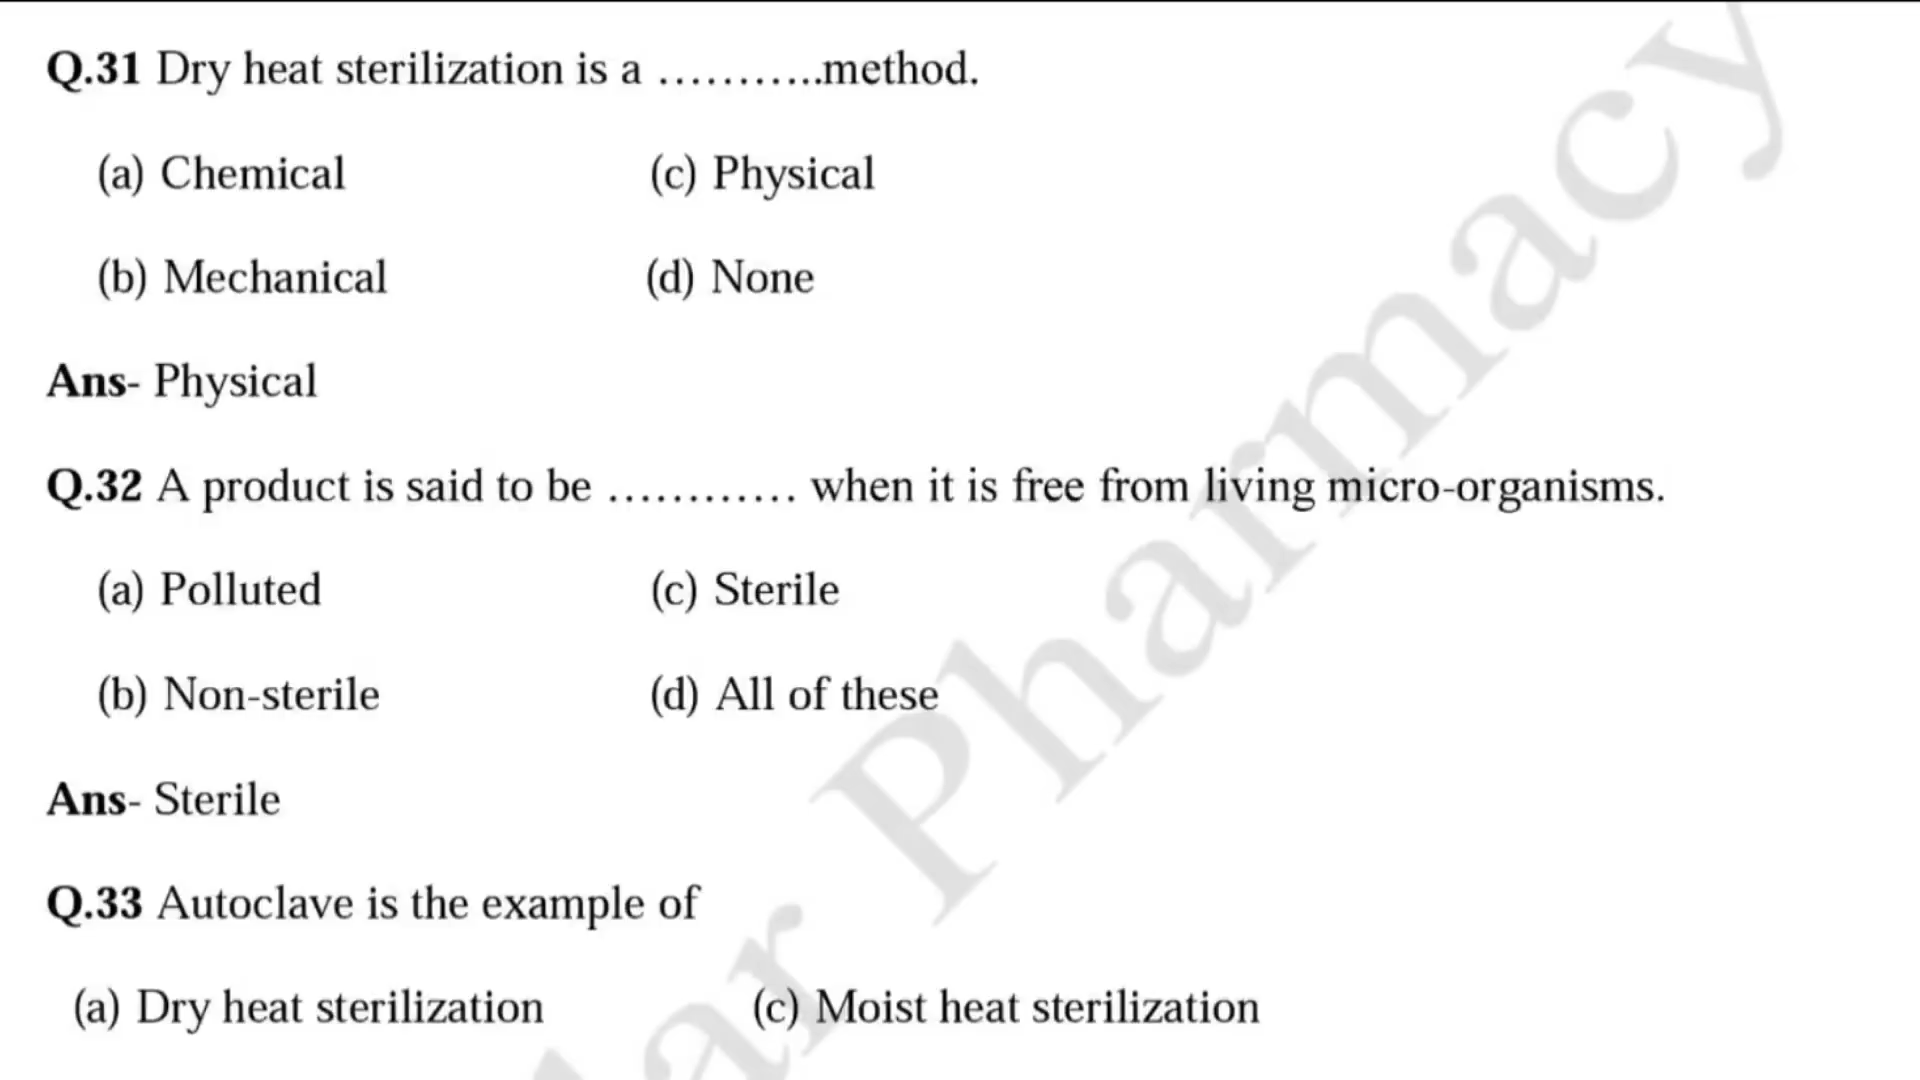 Q.31 Dry heat sterilization is a ...........method.
(a) Chemical (c) Physical
(b) Mechanical (d) None
Ans- Physical
Q.32 A product is said to be ............ when it is free from living micro-organisms.
(a) Polluted (c) Sterile
(b) Non-sterile (d) All of these
Ans- Sterile
Q.33 Autoclave is the example of
(a) Dry heat sterilization (c) Moist heat sterilization
Pharmacy